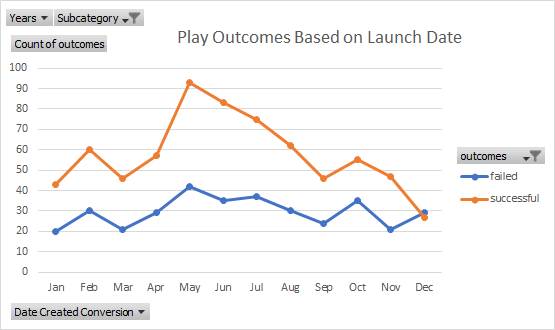 Years Subcategory
Count of outcomes
Play Outcomes Based on Launch Date
100
90
80
70
60
50
40
30
20
10
0
Jan Feb Mar Apr May Jun Jul Aug Sep Oct Nov Dec
outcomes
failed
successful
Date Created Conversion